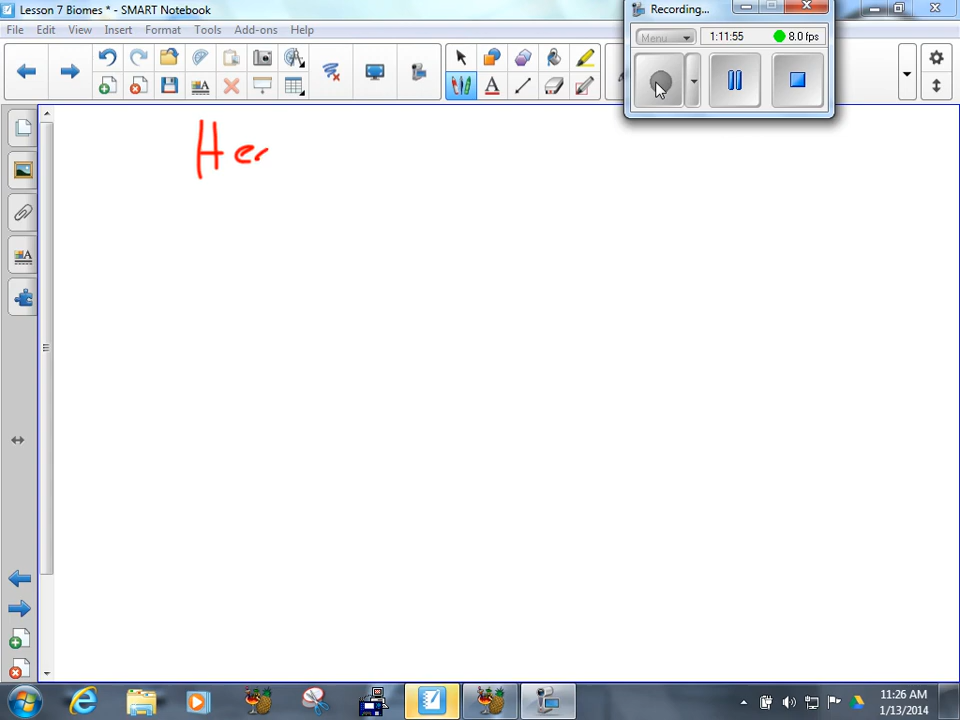 Lesson 7 Biomes * - SMART Notebook
Recording...
File Edit View Insert Format Tools Add-ons Help
Menu 1:11:55 8.0 fps
Her
11:26 AM
1/13/2014